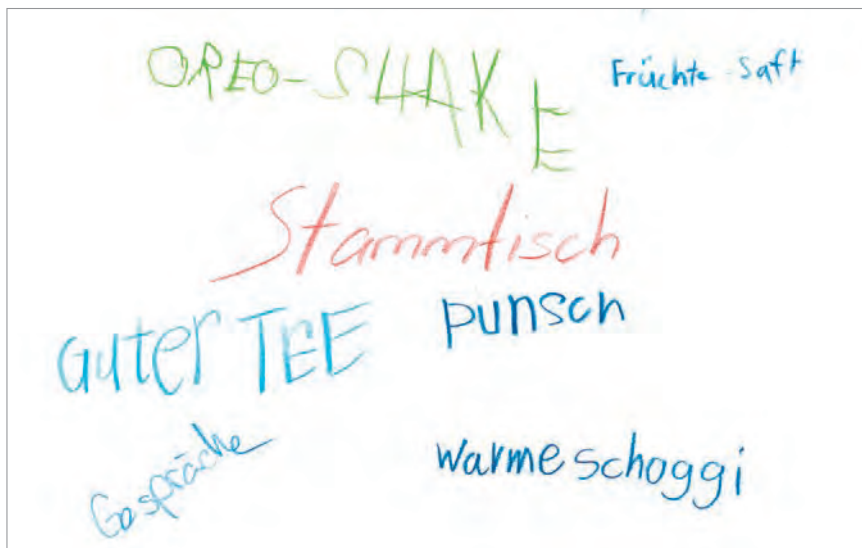 OREO-SHAKE
Früchte-Saft
Stammtisch
Guter TEE
punsch
Gespräche
warme schoggi